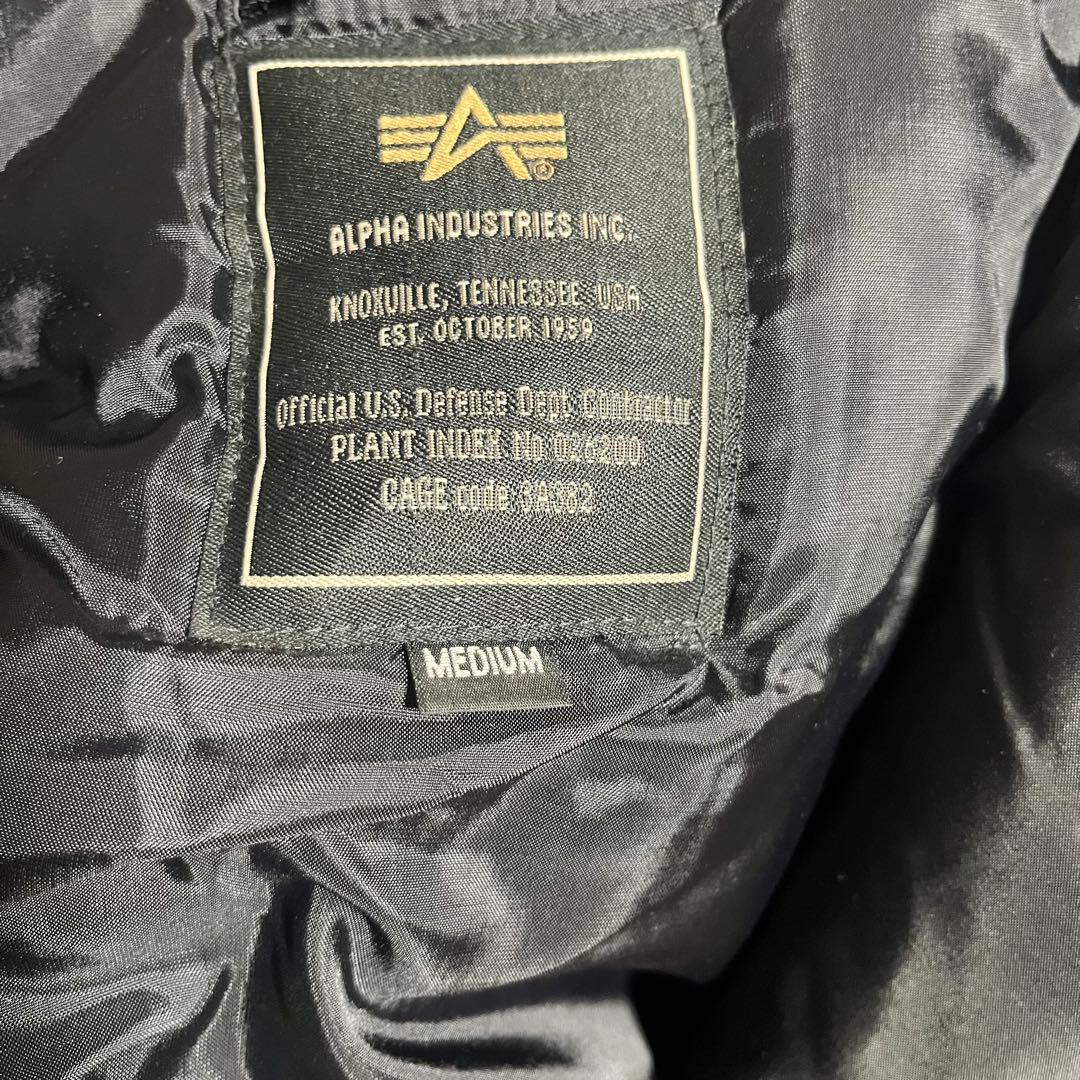 ALPHA INDUSTRIES INC.
KNOXVILLE, TENNESSEE USA
EST. OCTOBER 1959
Official U.S. Defense Dept. Contractor
PLANT INDEX No 026200
CAGE code 3A382
MEDIUM